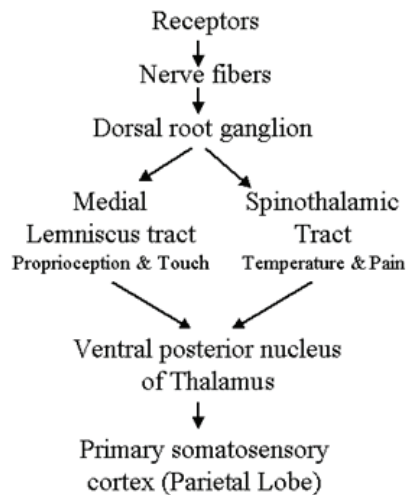 Receptors
Nerve fibers
Dorsal root ganglion
Medial
Lemniscus tract
Proprioception & Touch
Spinothalamic
Tract
Temperature & Pain
Ventral posterior nucleus
of Thalamus
Primary somatosensory
cortex (Parietal Lobe)